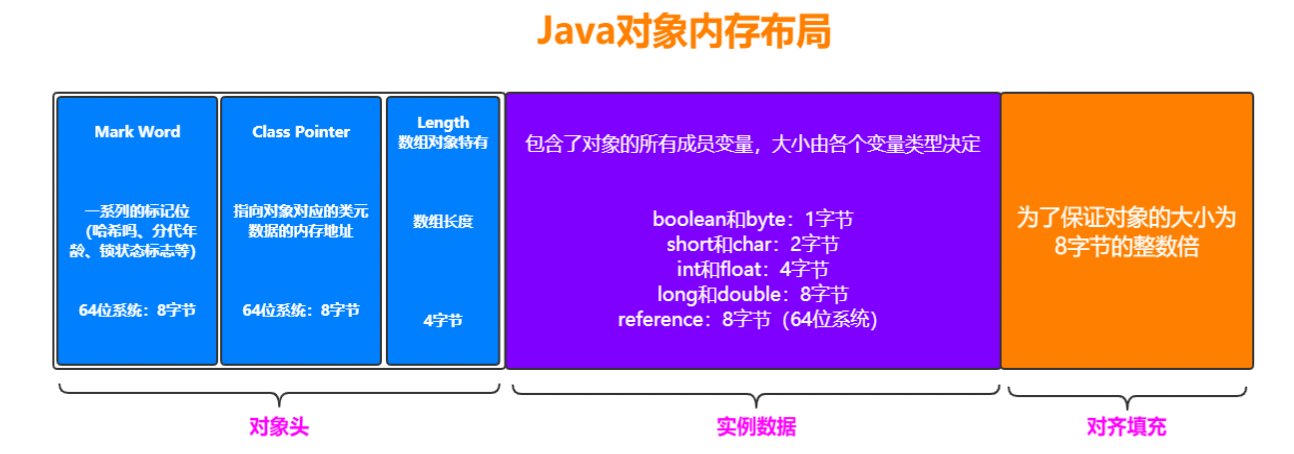 Java对象内存布局
Mark Word
一系列的标记位
(哈希吗、分代年
龄、锁状态标志等)
64位系统：8字节
Class Pointer
指向对象对应的类元
数据的内存地址
64位系统：8字节
Length
数组对象特有
数组长度
4字节
包含了对象的所有成员变量，大小由各个变量类型决定
boolean和byte：1字节
short和char：2字节
int和float：4字节
long和double：8字节
reference：8字节（64位系统）
为了保证对象的大小为
8字节的整数倍
对象头
实例数据
对齐填充